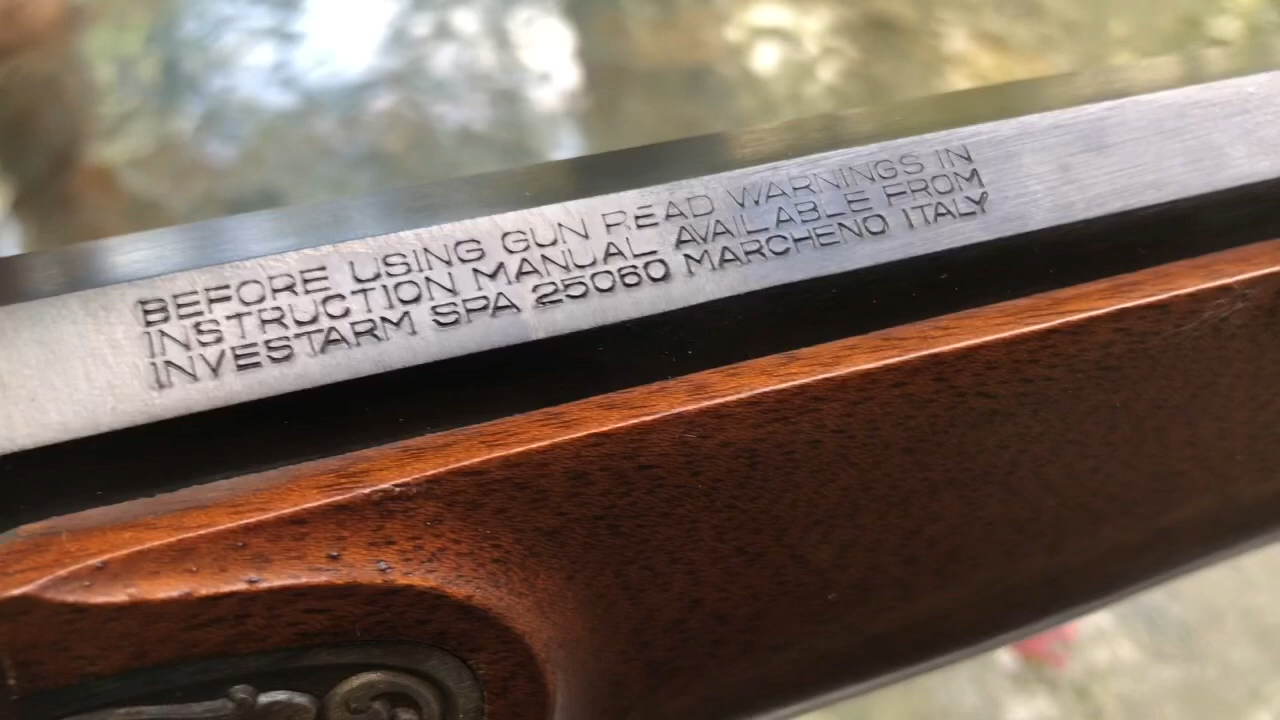 BEFORE USING GUN READ WARNINGS IN
INSTRUCTION MANUAL AVAILABLE FROM
INVESTARM SPA 25060 MARCHENO ITALY